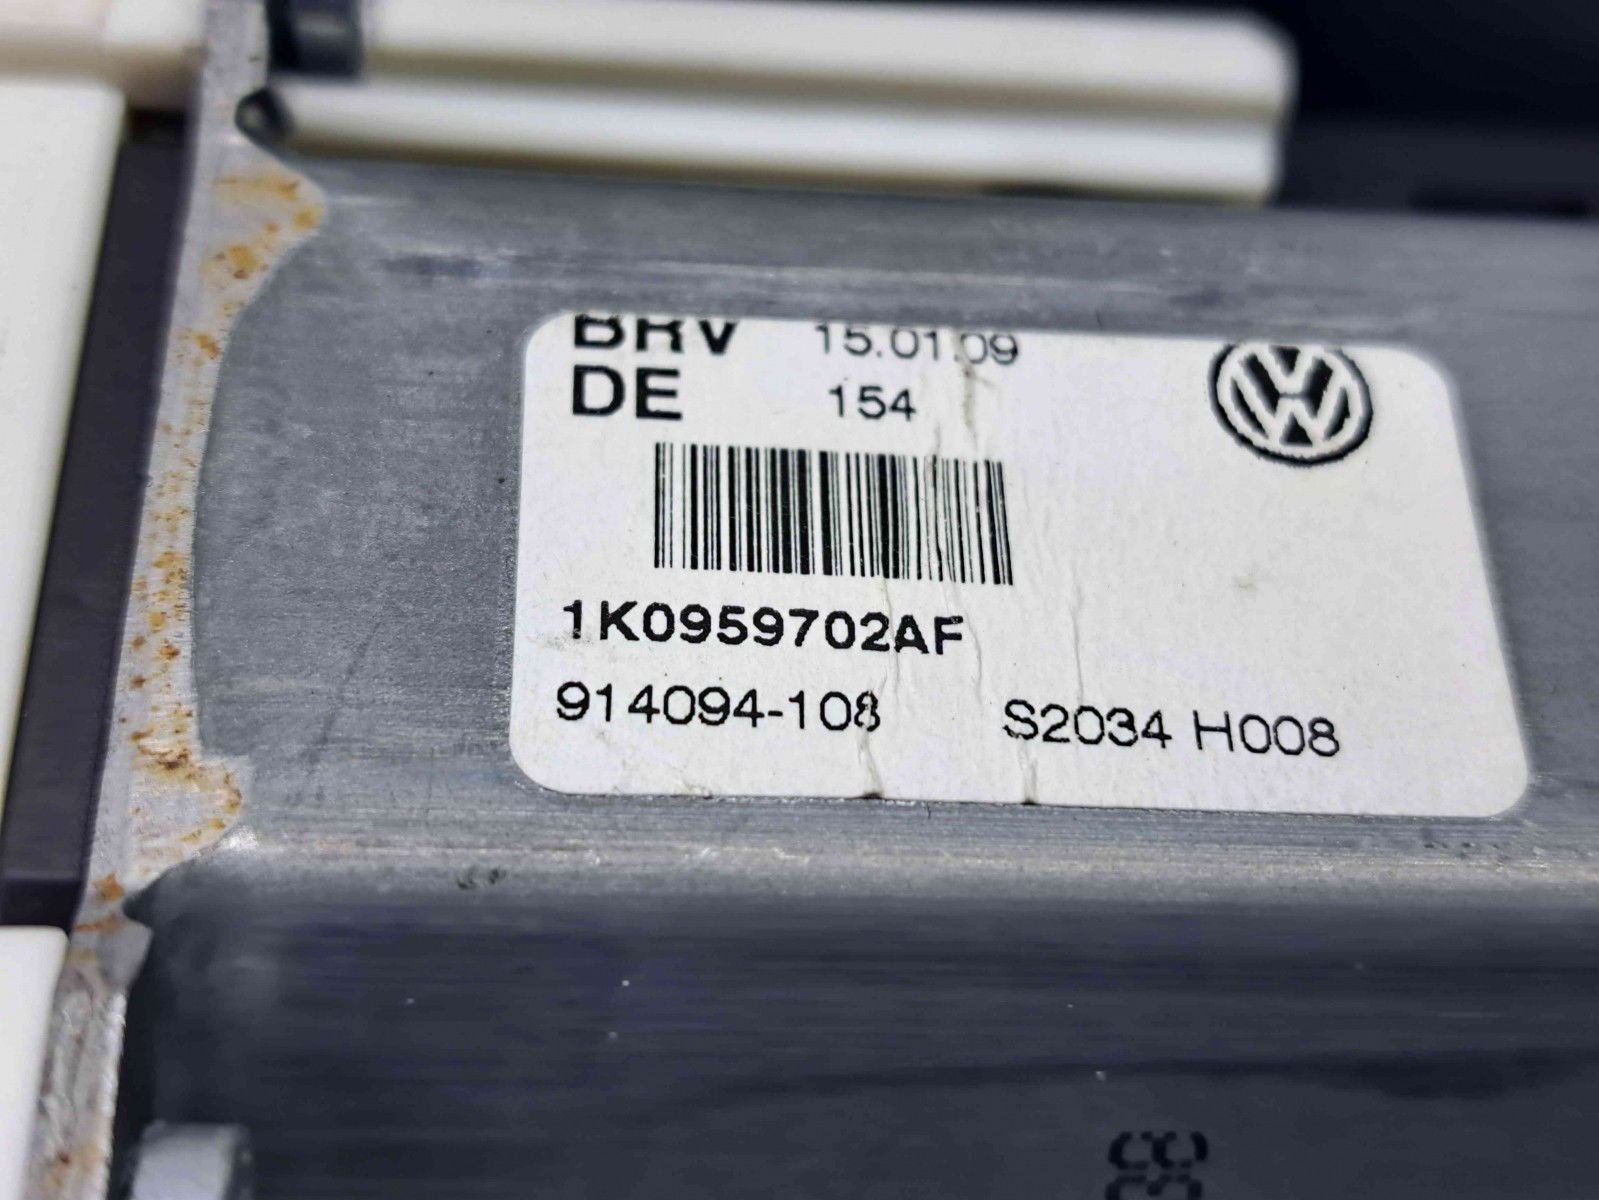 BRV 15.01.09
DE 154
1K0959702AF
914094-108 S2034 H008